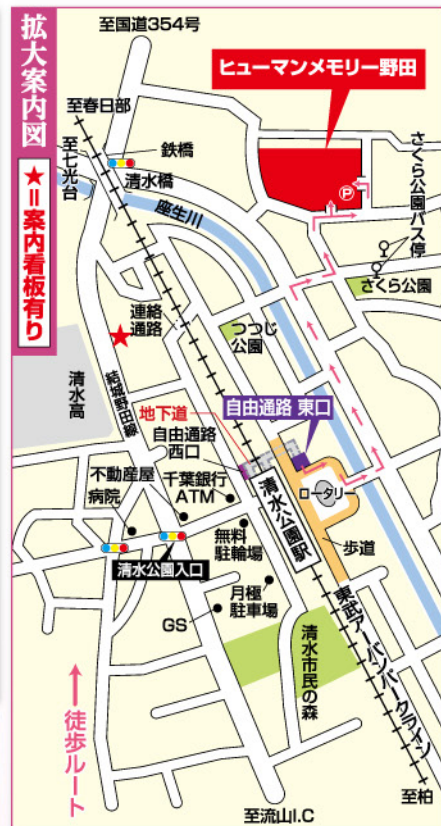 拡大案内図
★=案内看板有り
至国道354号
ヒューマンメモリー野田
至春日部
至七光台
鉄橋
清水橋
座生川
P
さくら公園バス停
さくら公園
連絡
通路
つつじ
公園
清水高
結城野田線
地下道
自由通路 東口
自由通路
西口
不動産屋
病院
千葉銀行
ATM
清水公園駅
ロータリー
無料
駐輪場
歩道
清水公園入口
月極
駐車場
GS
清水市民の森
東武アーバンパークライン
徒歩ルート
至流山I.C
至柏